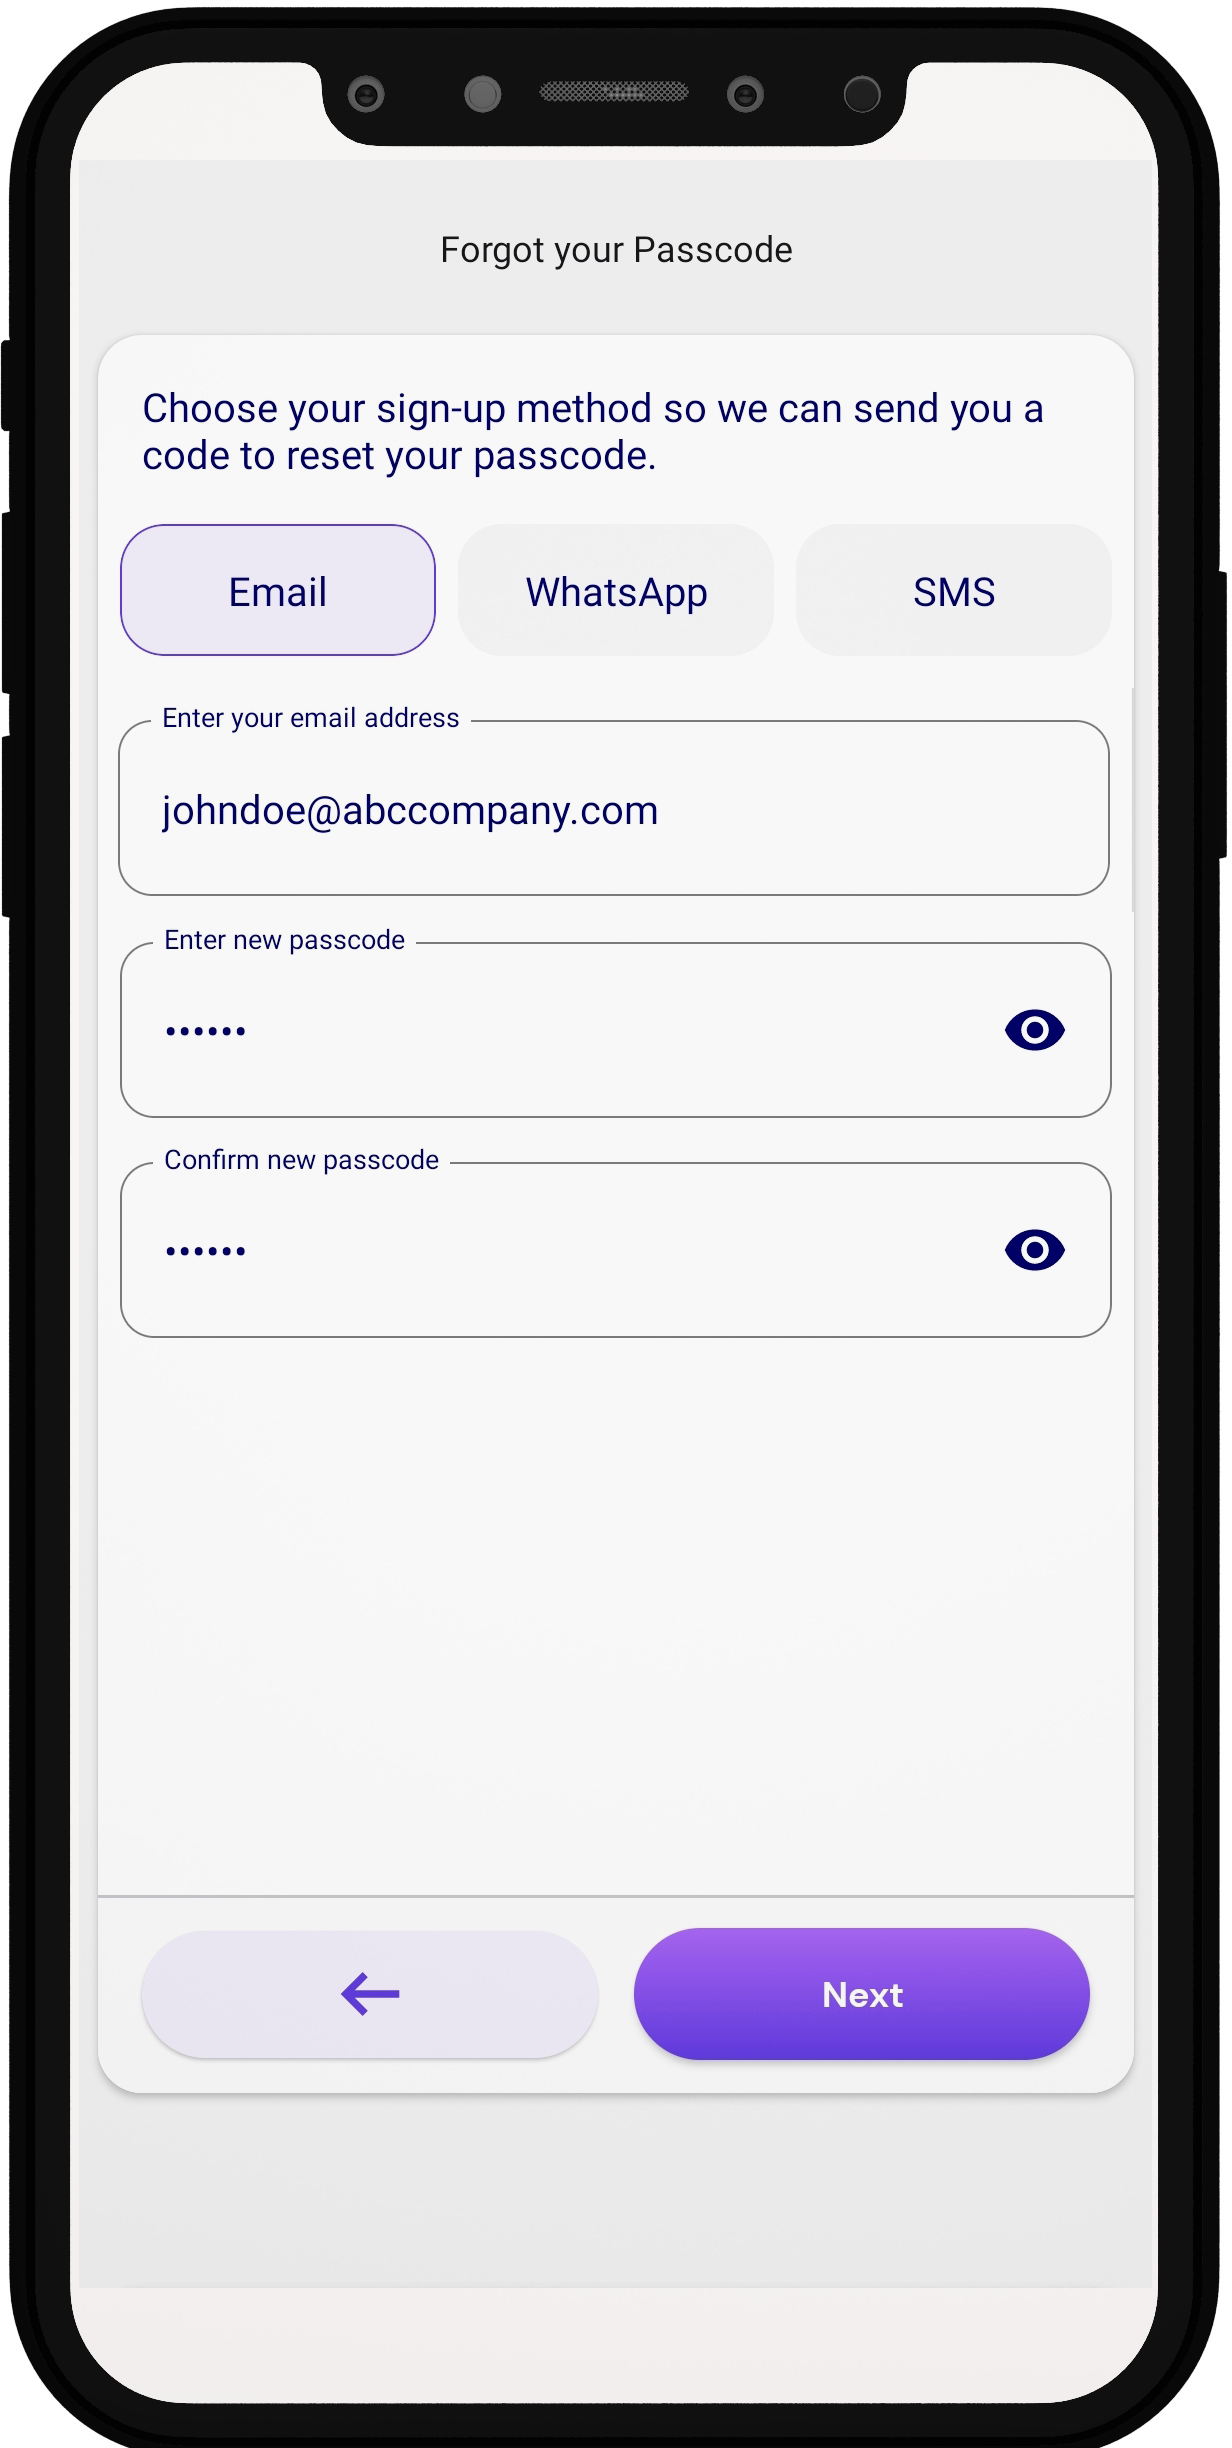 Forgot your Passcode
Choose your sign-up method so we can send you a
code to reset your passcode.
Email
WhatsApp
SMS
Enter your email address
johndoe@abccompany.com
Enter new passcode
••••••
Confirm new passcode
••••••
Next